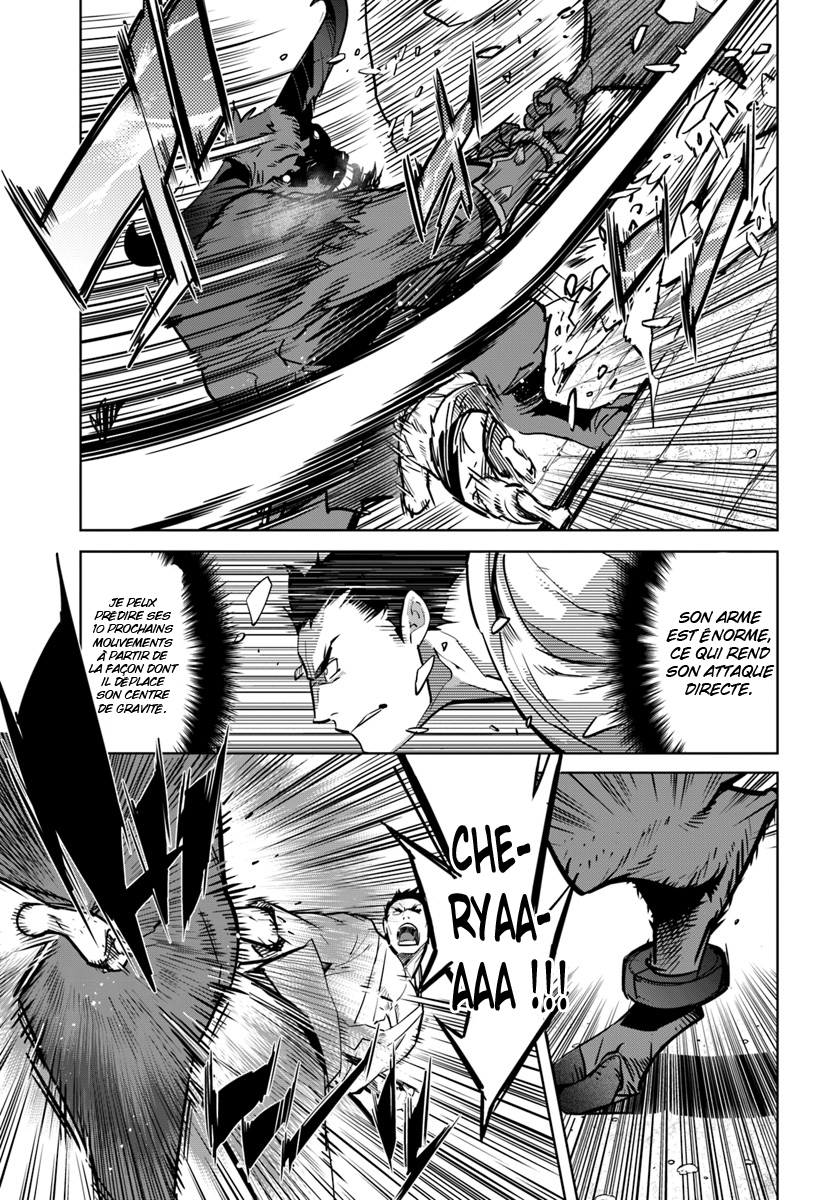 SON ARME
EST ÉNORME,
CE QUI REND
SON ATTAQUE
DIRECTE.
JE PEUX
PRÉDIRE SES
10 PROCHAINS
MOUVEMENTS
À PARTIR DE
LA FAÇON DONT
IL DÉPLACE
SON CENTRE
DE GRAVITÉ.
CHE-
RYAA-
AAA !!!